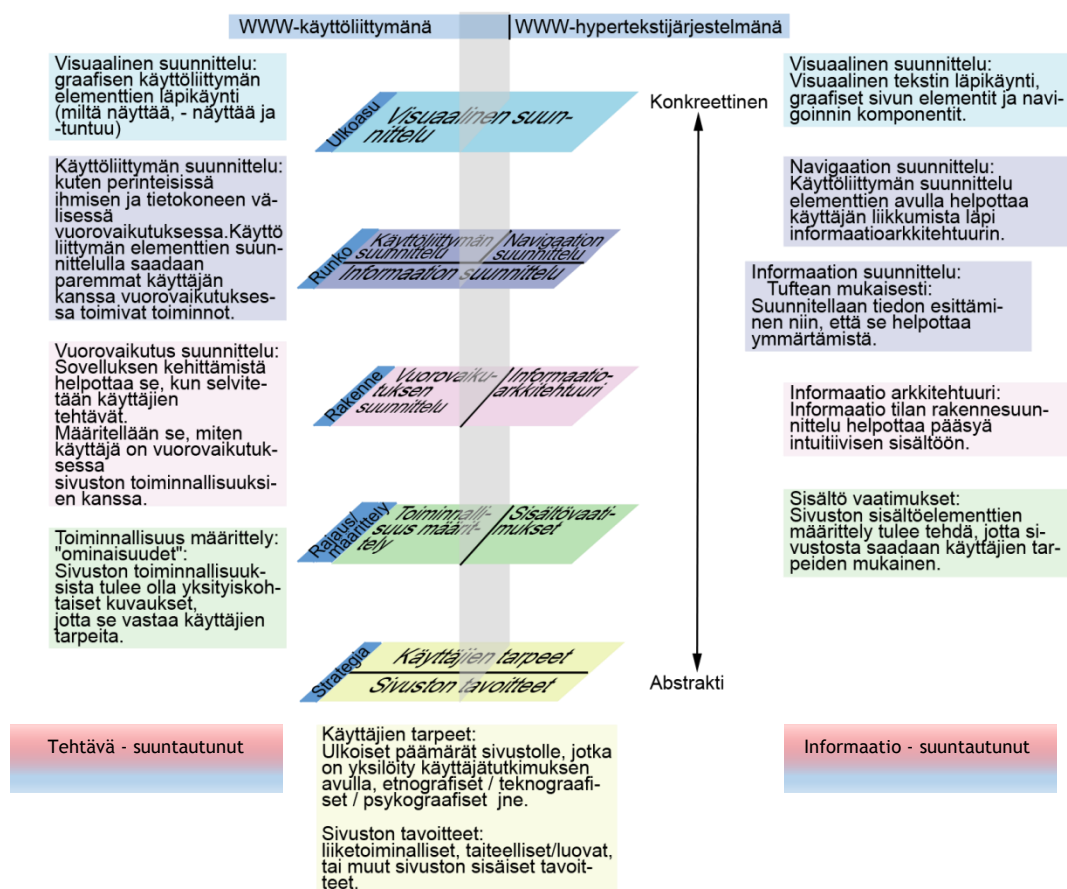 WWW-käyttöliittymänä
WWW-hypertekstijärjestelmänä
Visuaalinen suunnittelu:
graafisen käyttöliittymän
elementtien läpikäynti
(miltä näyttää, - näyttää ja
-tuntuu)
Käyttöliittymän suunnittelu:
kuten perinteisissä
ihmisen ja tietokoneen vä-
lisessä
vuorovaikutuksessa.Käyttö
liittymän elementtien suun-
nittelulla saadaan
paremmat käyttäjän
kanssa vuorovaikutukses-
sa toimivat toiminnot.
Vuorovaikutus suunnittelu:
Sovelluksen kehittämistä
helpottaa se, kun selvite-
tään käyttäjien
tehtävät.
Määritellään se, miten
käyttäjä on vuorovaikutuk-
sessa
sivuston toiminnallisuuksi-
en kanssa.
Toiminnallisuus määrittely:
"ominaisuudet":
Sivuston toiminnallisuuk-
sista tulee olla yksityiskoh-
taiset kuvaukset,
jotta se vastaa käyttäjien
tarpeita.
Tehtävä - suuntautunut
Ulkoasu
Visuaalinen suun-
nittelu
Runko
Käyttöliittymän
suunnittelu
Navigaation
suunnittelu
Informaation suunnittelu
Rakenne
Vuorovaiku-
tuksen
suunnittelu
Informaatio-
arkkitehtuuri
Rajaus/
määrittely
Toiminnalli-
suus määrit-
tely
Sisältövaati-
mukset
Strategia
Käyttäjien tarpeet
Sivuston tavoitteet
Käyttäjien tarpeet:
Ulkoiset päämärät sivustolle, jotka
on yksilöity käyttäjätutkimuksen
avulla, etnografiset / teknograafi-
set / psykograafiset jne.
Sivuston tavoitteet:
liiketoiminalliset, taiteelliset/luovat,
tai muut sivuston sisäiset tavoit-
teet.
Konkreettinen
Abstrakti
Visuaalinen suunnittelu:
Visuaalinen tekstin läpikäynti,
graafiset sivun elementit ja navi-
goinnin komponentit.
Navigaation suunnittelu:
Käyttöliittymän suunnittelu
elementtien avulla helpottaa
käyttäjän liikkumista läpi
informaatioarkkitehtuurin.
Informaation suunnittelu:
Tuftean mukaisesti:
Suunnitellaan tiedon esittämi-
nen niin, että se helpottaa
ymmärtämistä.
Informaatio arkkitehtuuri:
Informaatio tilan rakennesuun-
nittelu helpottaa pääsyä
intuitiivisen sisältöön.
Sisältö vaatimukset:
Sivuston sisältöelementtien
määrittely tulee tehdä, jotta si-
vustosta saadaan käyttäjien tar-
peiden mukainen.
Informaatio - suuntautunut